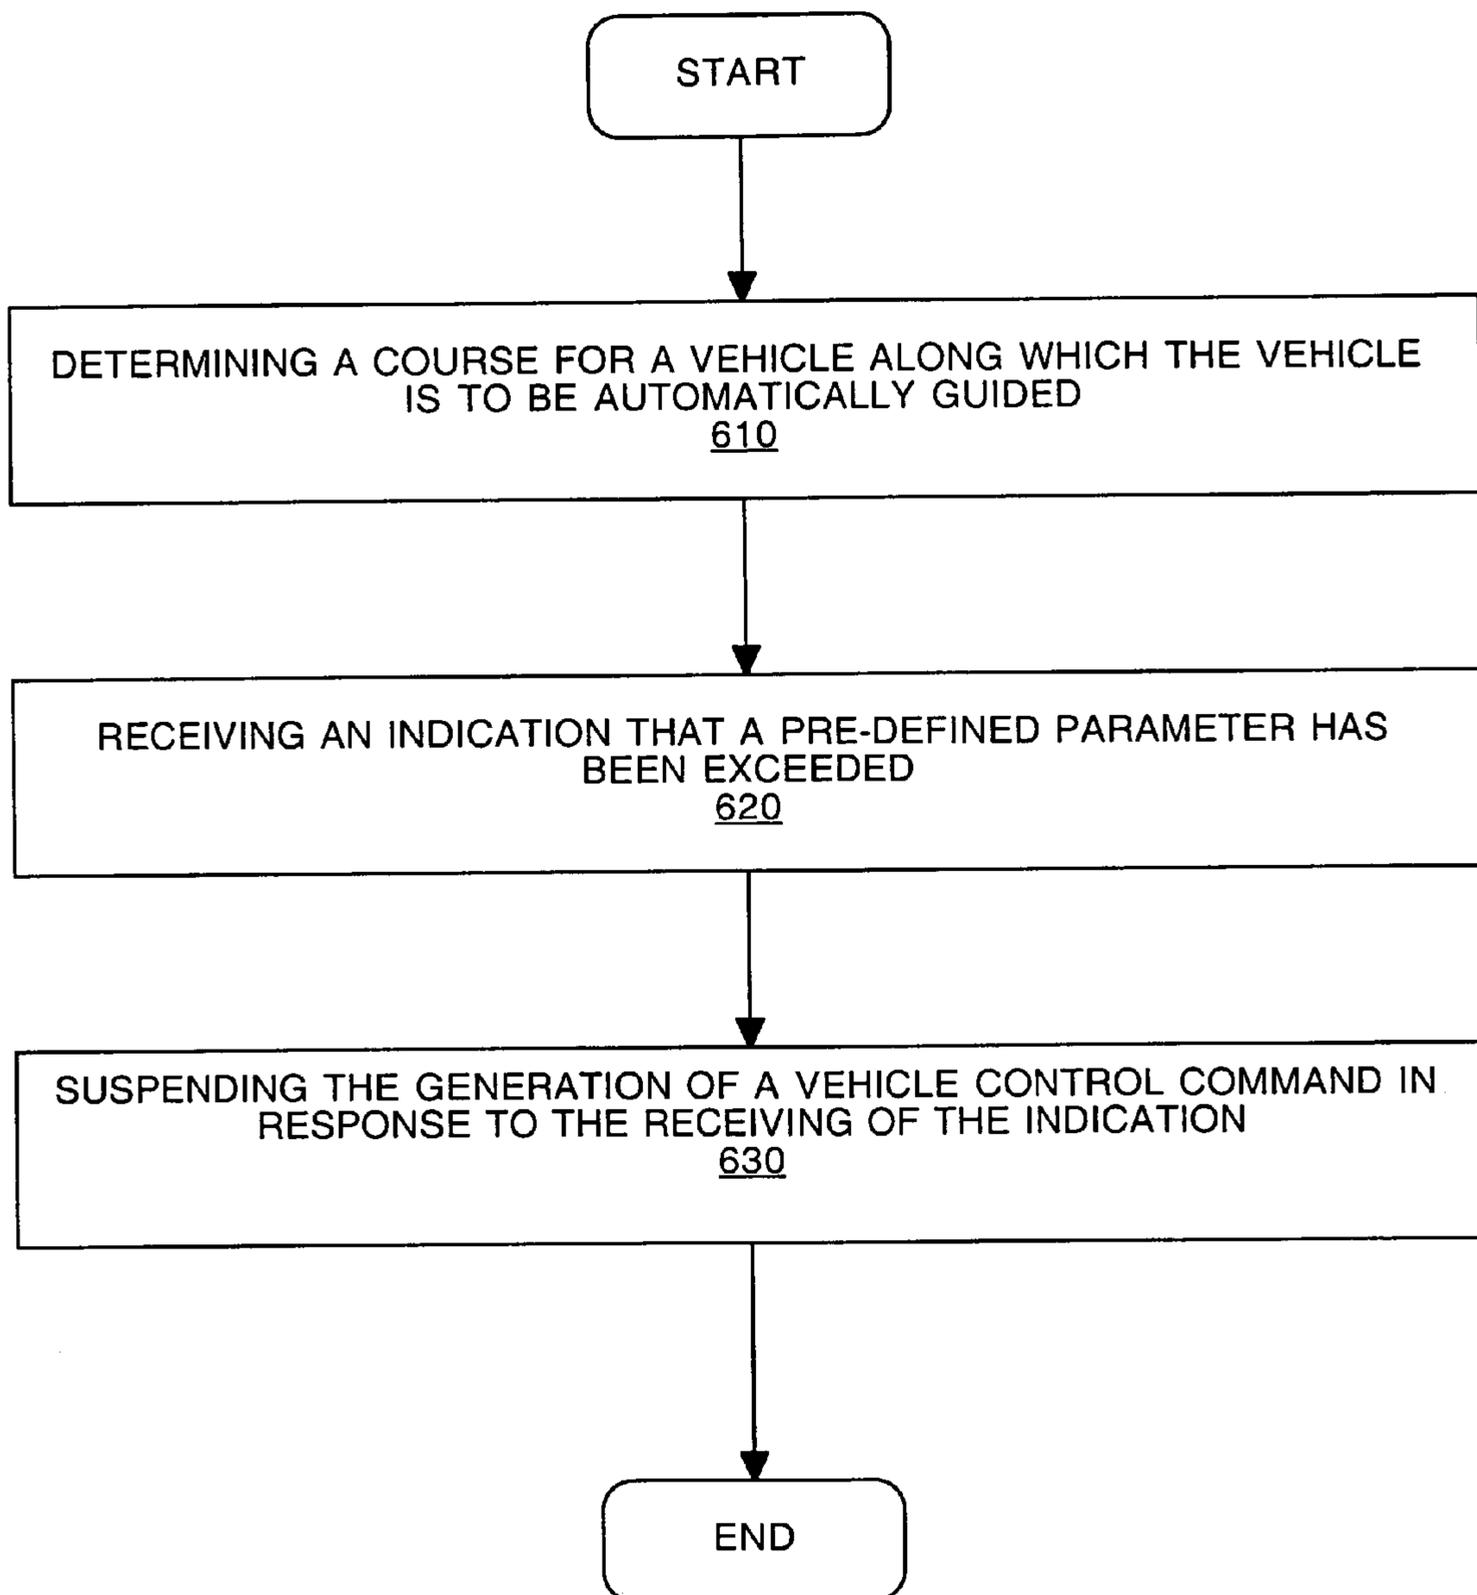 START
DETERMINING A COURSE FOR A VEHICLE ALONG WHICH THE VEHICLE
IS TO BE AUTOMATICALLY GUIDED
610
RECEIVING AN INDICATION THAT A PRE-DEFINED PARAMETER HAS
BEEN EXCEEDED
620
SUSPENDING THE GENERATION OF A VEHICLE CONTROL COMMAND IN
RESPONSE TO THE RECEIVING OF THE INDICATION
630
END